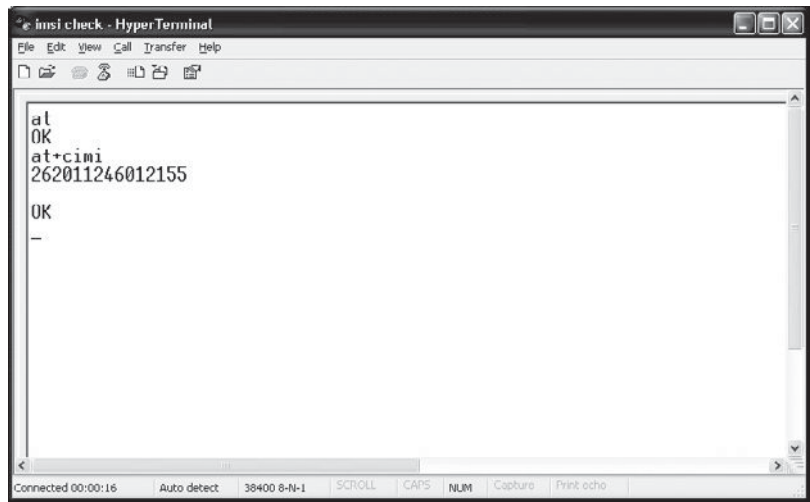 imsi check - HyperTerminal
File Edit View Call Transfer Help
at
OK
at+cimi
262011246012155
OK
_
Connected 00:00:16 Auto detect 38400 8-N-1 SCROLL CAPS NUM Capture Print echo